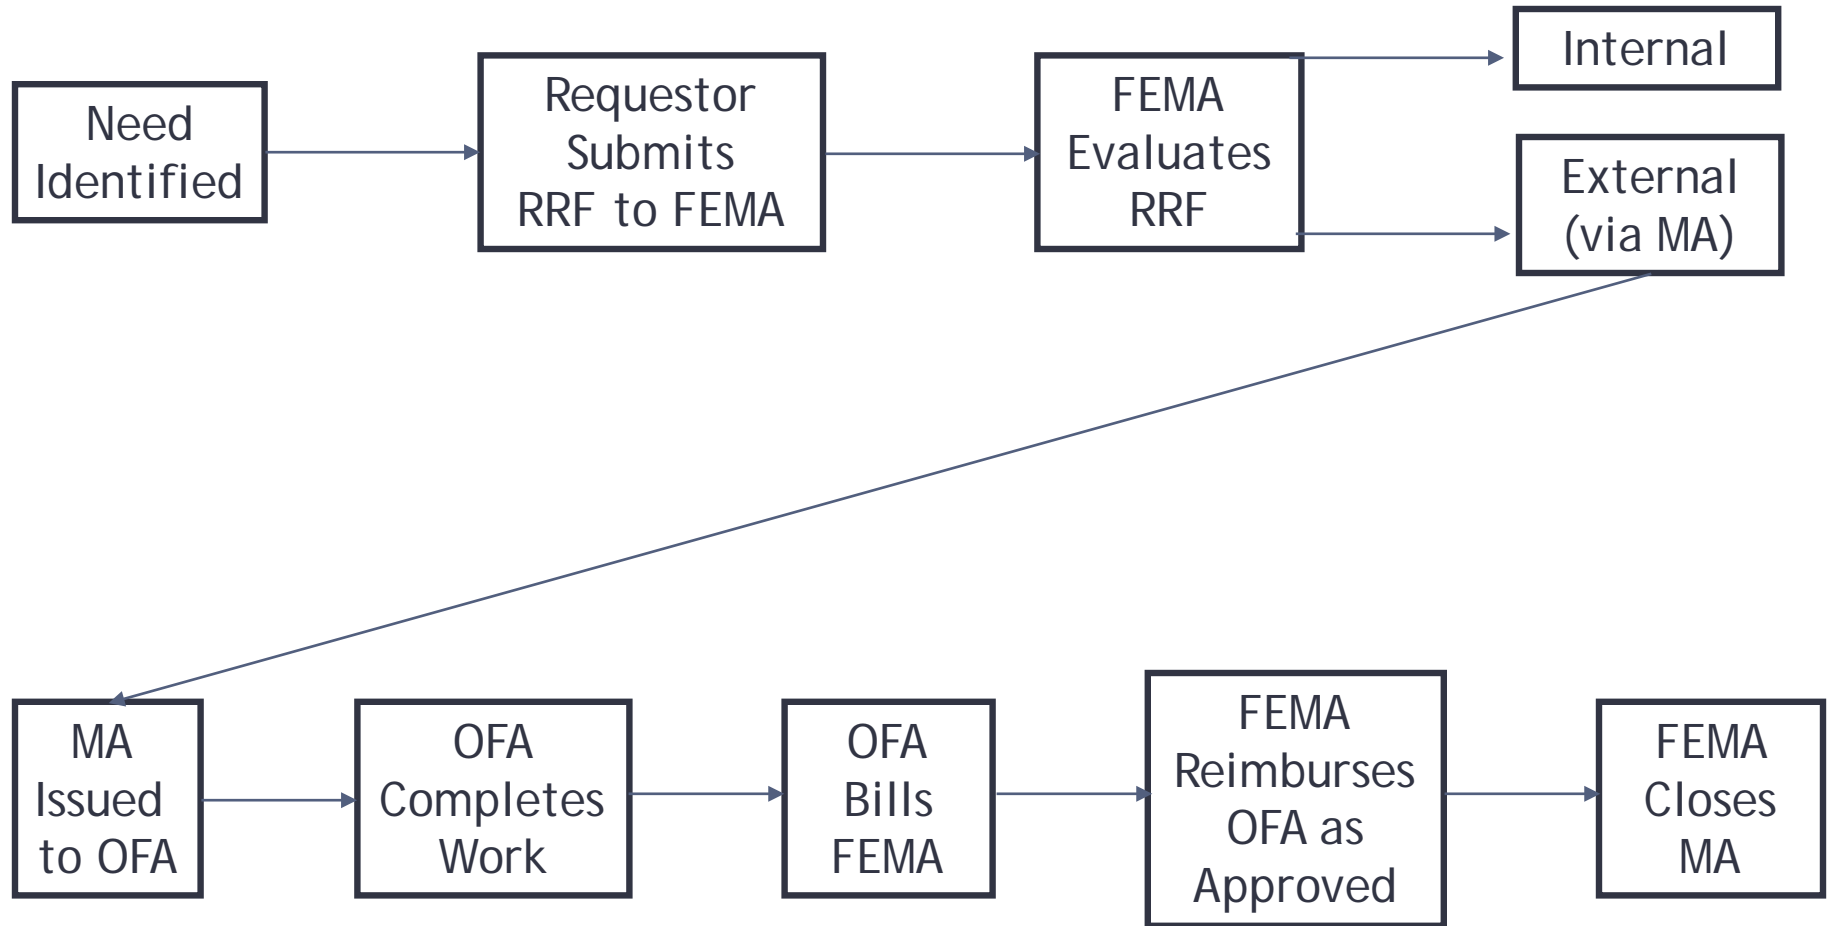 Need
Identified
Requestor
Submits
RRF to FEMA
FEMA
Evaluates
RRF
Internal
External
(via MA)
MA
Issued
to OFA
OFA
Completes
Work
OFA
Bills
FEMA
FEMA
Reimburses
OFA as
Approved
FEMA
Closes
MA